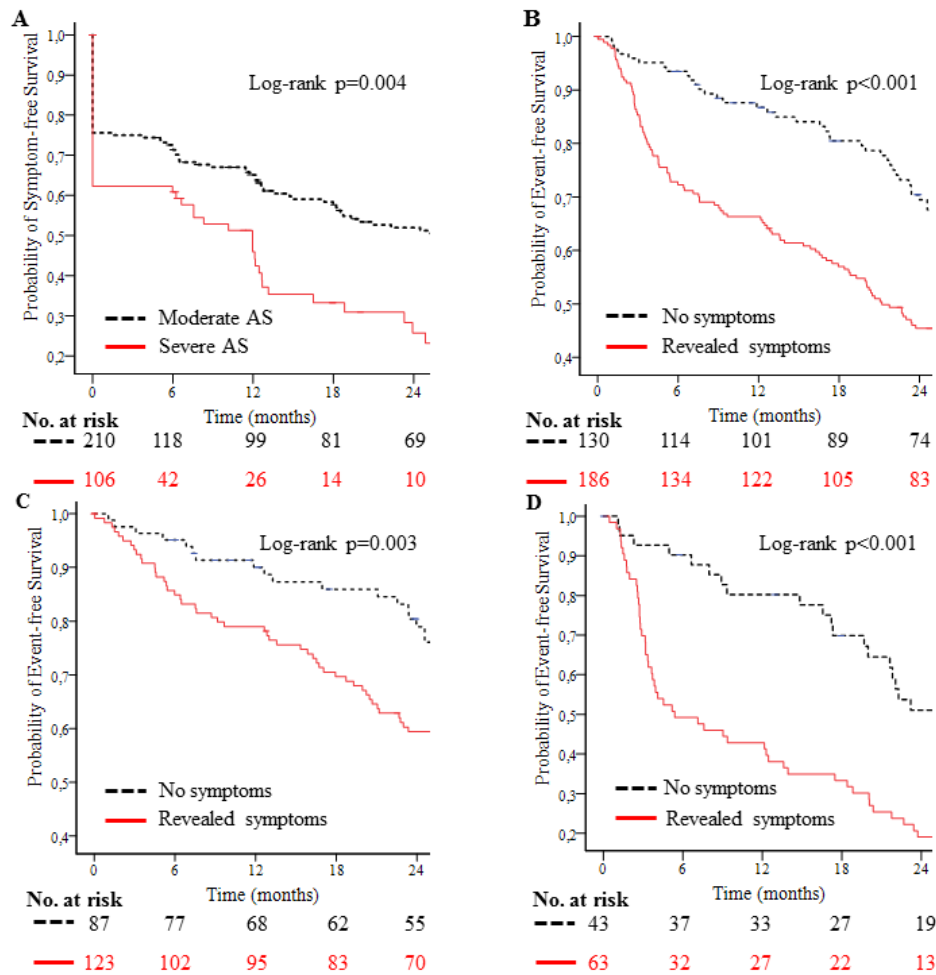 A
Probability of Symptom-free Survival
1,0
0,9
0,8
0,7
0,6
0,5
0,4
0,3
0,2
Log-rank p=0.004
Moderate AS
Severe AS
0 6 12 18 24
Time (months)
No. at risk
210 118 99 81 69
106 42 26 14 10
B
Probability of Event-free Survival
1,0
0,9
0,8
0,7
0,6
0,5
0,4
Log-rank p<0.001
No symptoms
Revealed symptoms
0 6 12 18 24
Time (months)
130 114 101 89 74
186 134 122 105 83
C
Probability of Event-free Survival
1,0
0,9
0,8
0,7
0,6
0,5
0,4
Log-rank p=0.003
No symptoms
Revealed symptoms
0 6 12 18 24
Time (months)
No. at risk
87 77 68 62 55
123 102 95 83 70
D
Probability of Event-free Survival
1,0
0,9
0,8
0,7
0,6
0,5
0,4
0,3
0,2
Log-rank p<0.001
No symptoms
Revealed symptoms
0 6 12 18 24
Time (months)
No. at risk
43 37 33 27 19
63 32 27 22 13